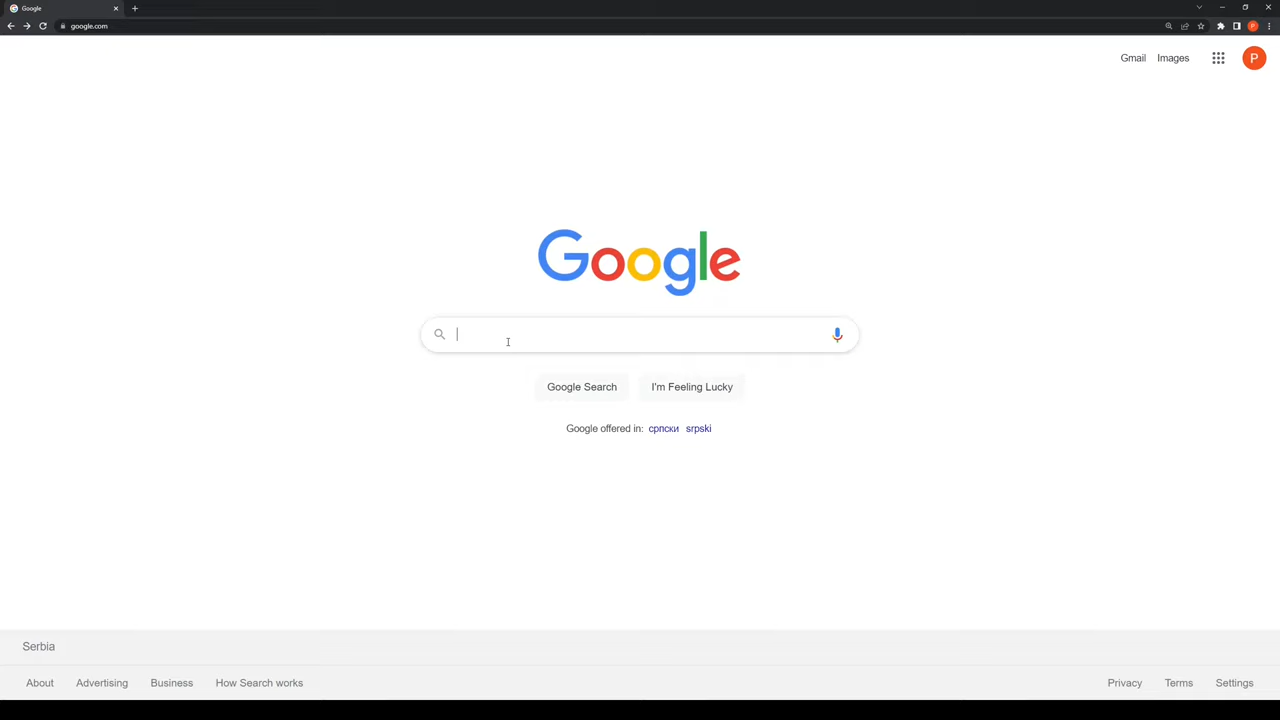 Google
google.com
P
Gmail
Images
P
Google
Google Search
I'm Feeling Lucky
Google offered in: српски srpski
Serbia
About
Advertising
Business
How Search works
Privacy
Terms
Settings